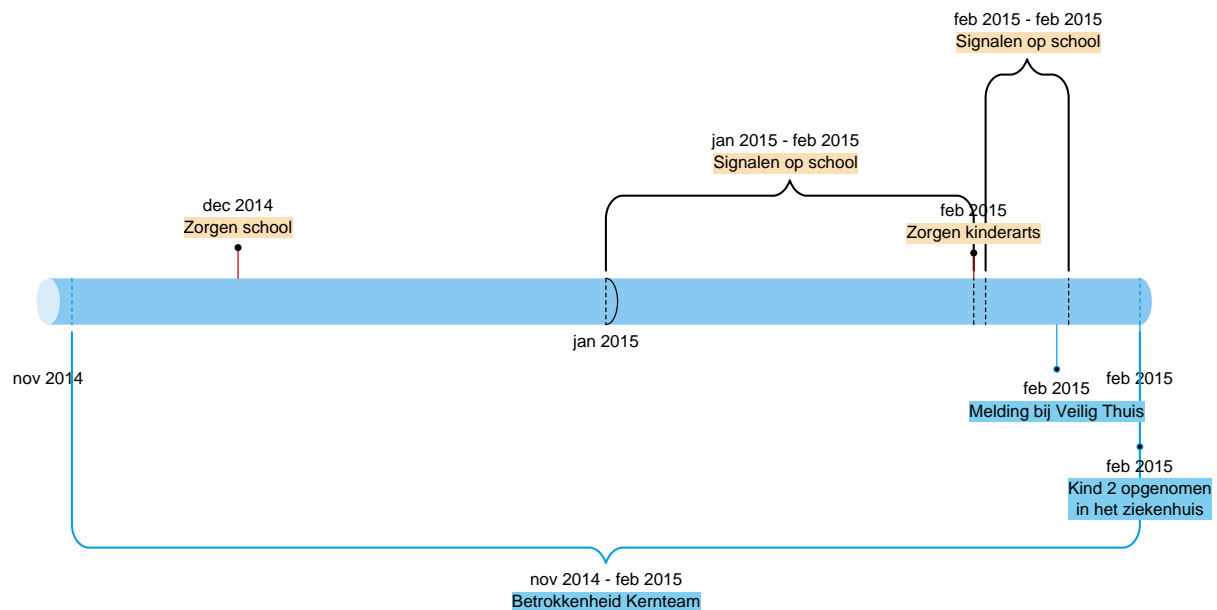 feb 2015 - feb 2015
Signalen op school
jan 2015 - feb 2015
Signalen op school
dec 2014
Zorgen school
feb 2015
Zorgen kinderarts
jan 2015
nov 2014
feb 2015
Melding bij Veilig Thuis
feb 2015
feb 2015
Kind 2 opgenomen
in het ziekenhuis
nov 2014 - feb 2015
Betrokkenheid Kernteam